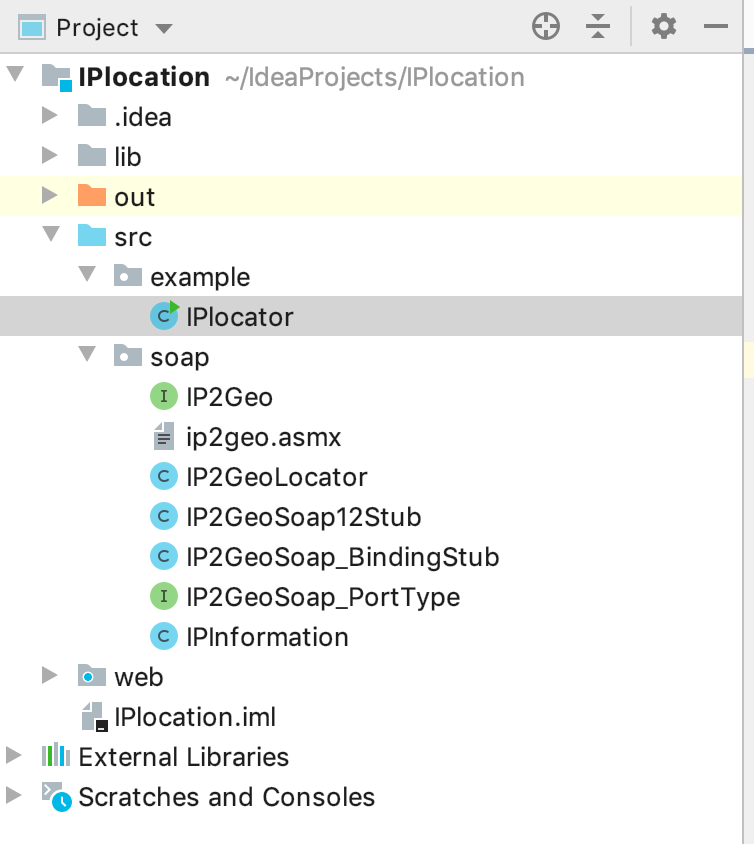 Project
IPlocation ~/IdeaProjects/IPlocation
.idea
lib
out
src
example
C IPlocator
soap
I IP2Geo
ip2geo.asmx
C IP2GeoLocator
C IP2GeoSoap12Stub
C IP2GeoSoap_BindingStub
I IP2GeoSoap_PortType
C IPInformation
web
IPlocation.iml
External Libraries
Scratches and Consoles